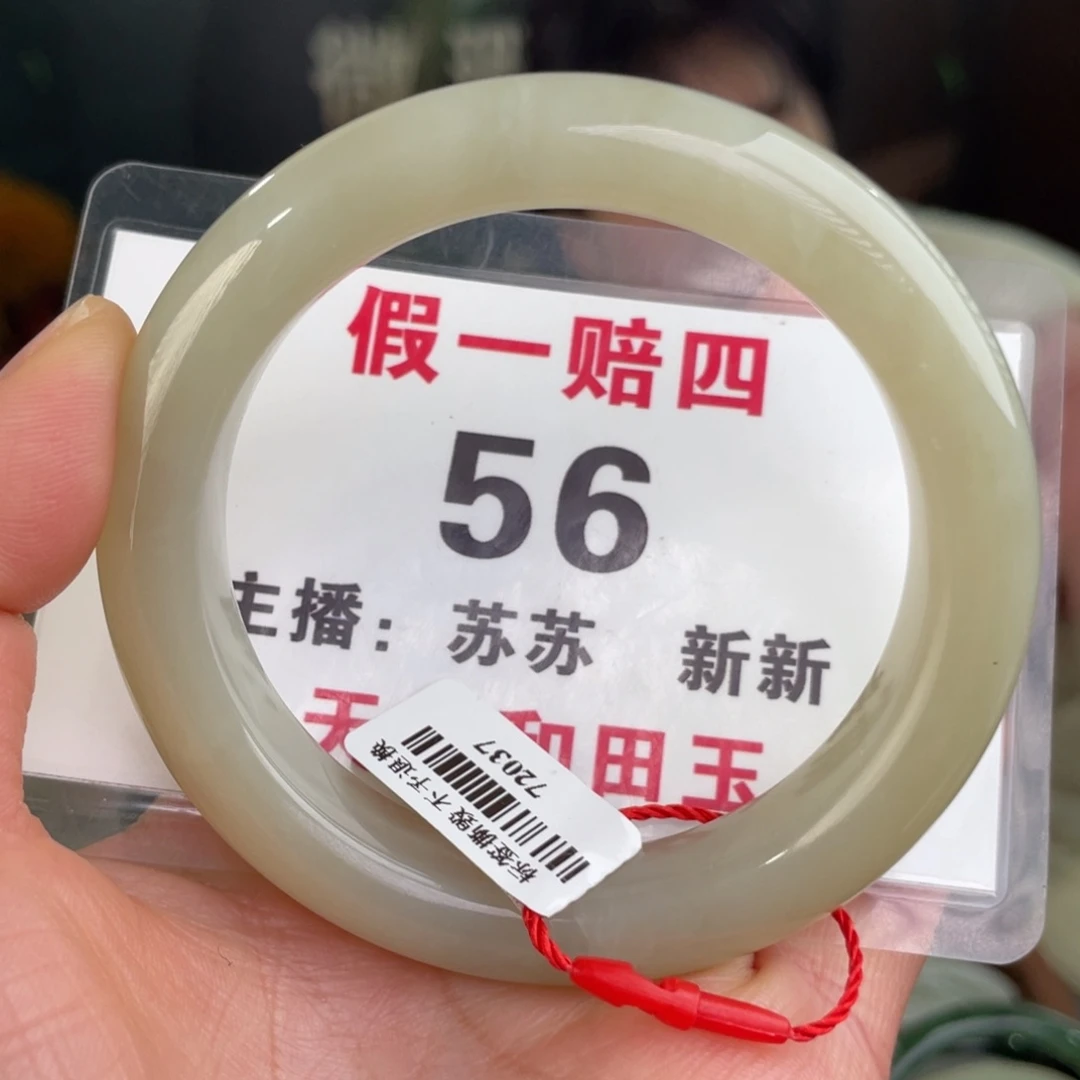 假一赔四
56
主播：苏苏 新新
天 和田玉
标签撕毁 不予退换
72037